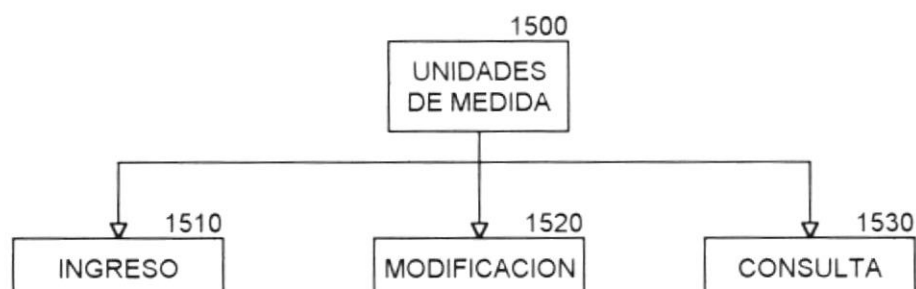 1500
UNIDADES
DE MEDIDA
1510
1520
1530
INGRESO
MODIFICACION
CONSULTA